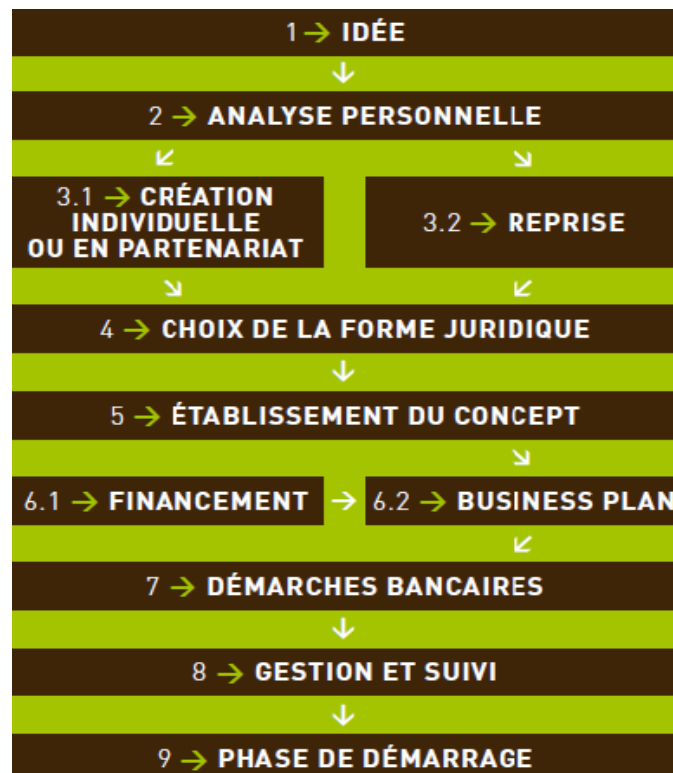 1 → IDÉE
↓
2 → ANALYSE PERSONNELLE
↙ ↘
3.1 → CRÉATION
INDIVIDUELLE
OU EN PARTENARIAT
3.2 → REPRISE
↘ ↙
4 → CHOIX DE LA FORME JURIDIQUE
↓
5 → ÉTABLISSEMENT DU CONCEPT
↘
6.1 → FINANCEMENT → 6.2 → BUSINESS PLAN
↙
7 → DÉMARCHES BANCAIRES
↓
8 → GESTION ET SUIVI
↓
9 → PHASE DE DÉMARRAGE